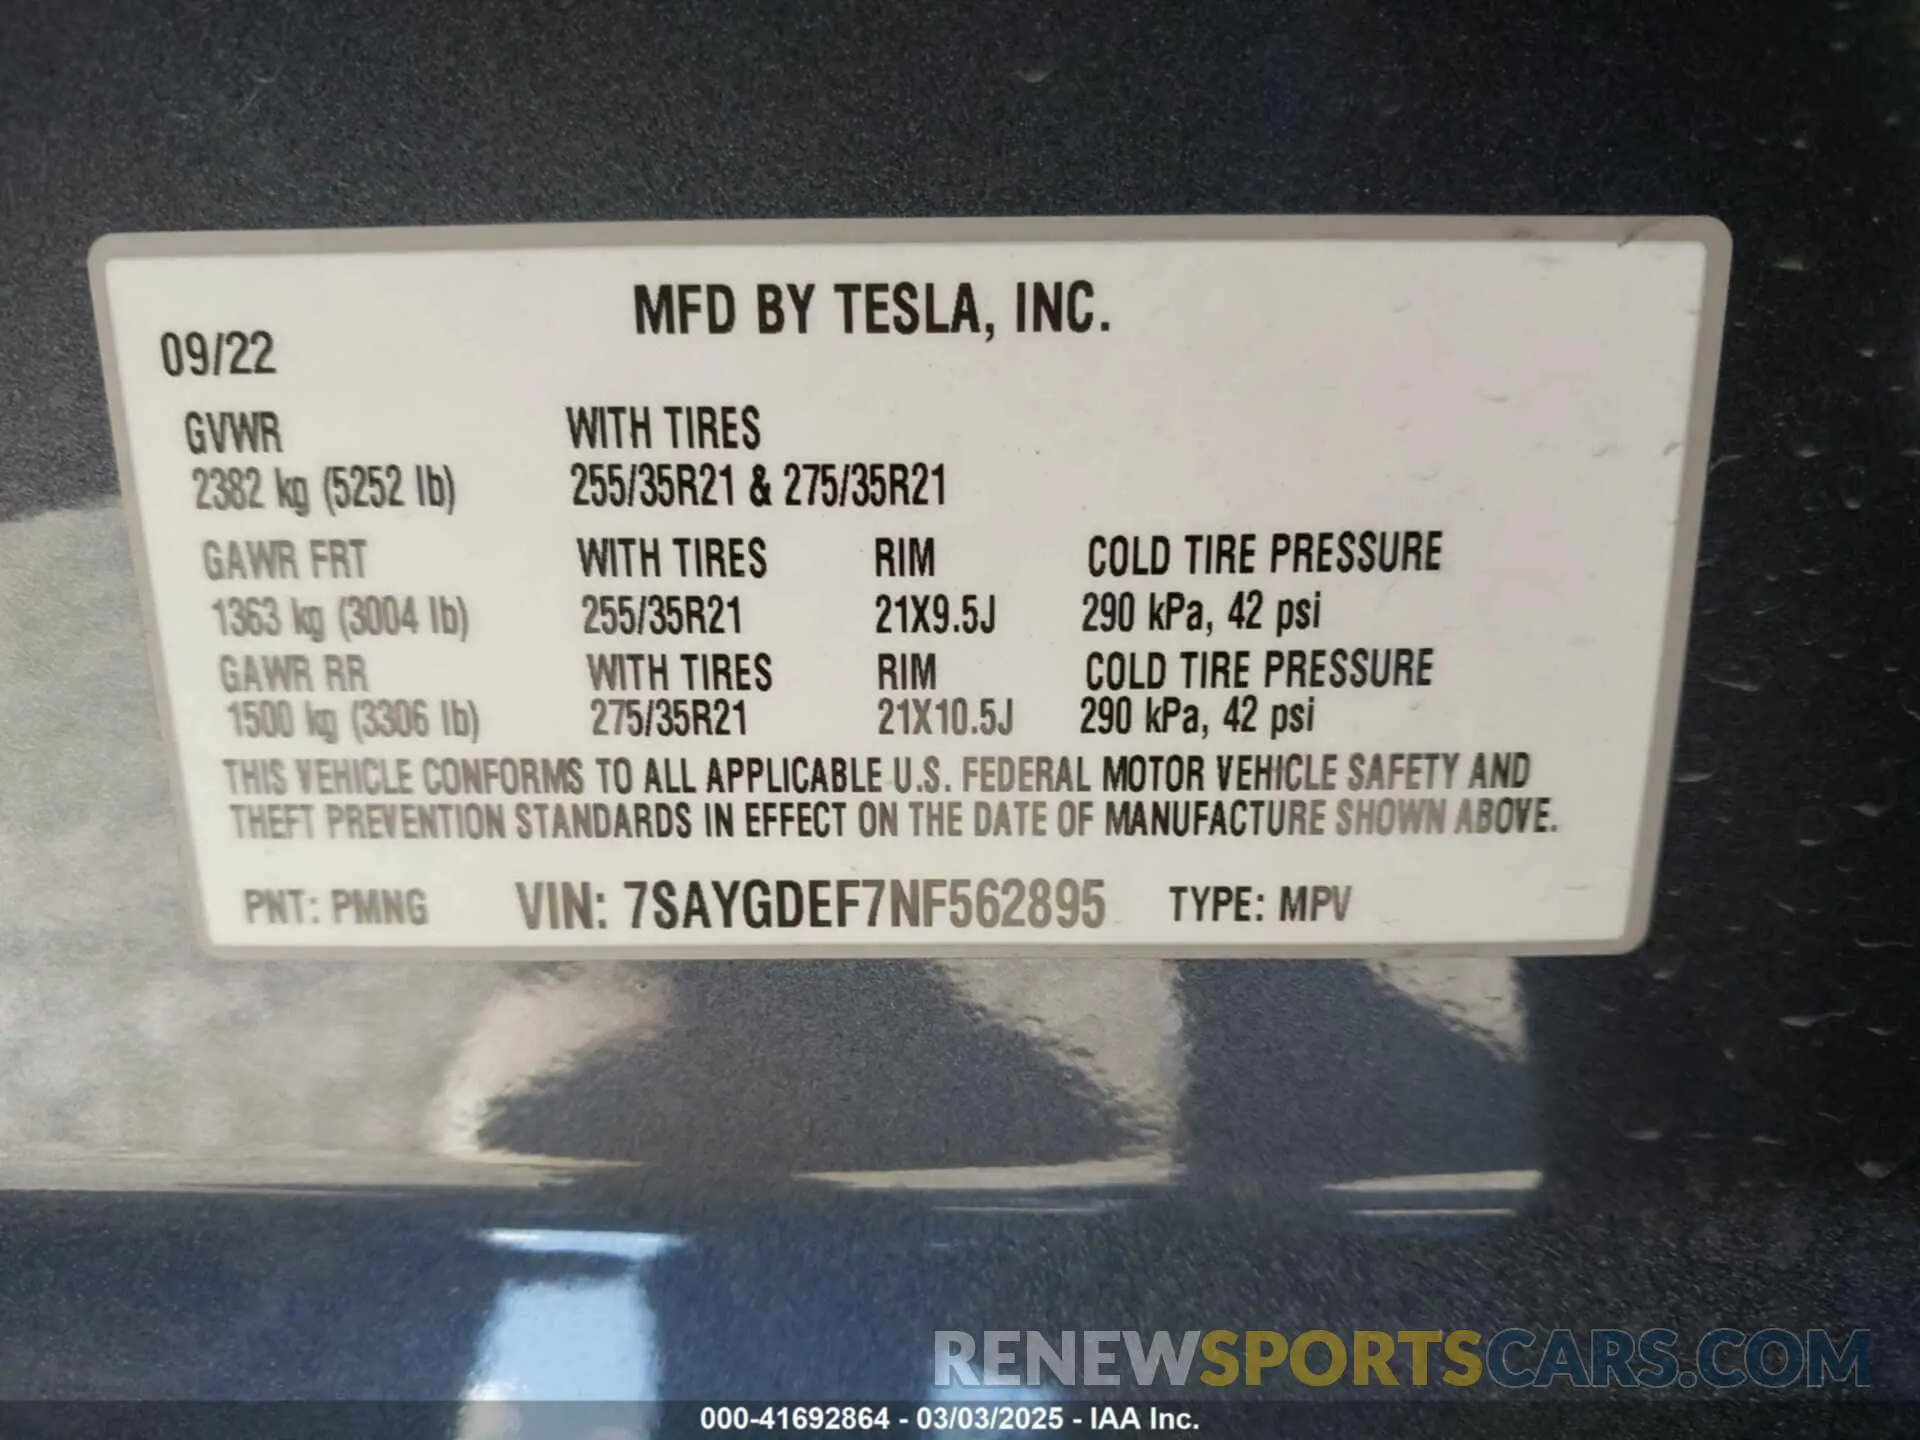 MFD BY TESLA, INC.
09/22
GVWR WITH TIRES
2382 kg (5252 lb) 255/35R21 & 275/35R21
GAWR FRT WITH TIRES RIM COLD TIRE PRESSURE
1363 kg (3004 lb) 255/35R21 21X9.5J 290 kPa, 42 psi
GAWR RR WITH TIRES RIM COLD TIRE PRESSURE
1500 kg (3306 lb) 275/35R21 21X10.5J 290 kPa, 42 psi
THIS VEHICLE CONFORMS TO ALL APPLICABLE U.S. FEDERAL MOTOR VEHICLE SAFETY AND
THEFT PREVENTION STANDARDS IN EFFECT ON THE DATE OF MANUFACTURE SHOWN ABOVE.
PNT: PMNG VIN: 7SAYGDEF7NF562895 TYPE: MPV
RENEWSPORTSCARS.COM
000-41692864 - 03/03/2025 - IAA Inc.